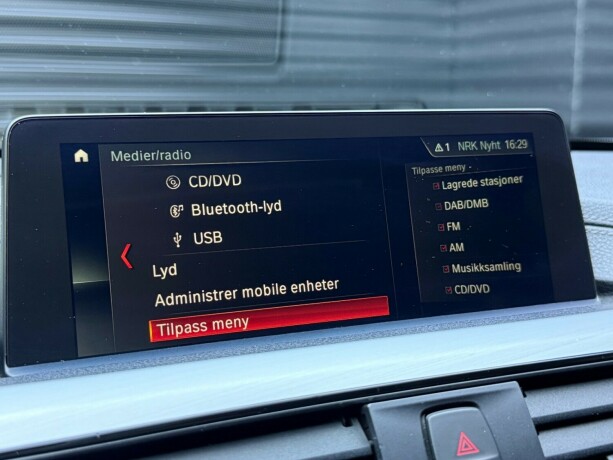 Medier/radio
1 NRK Nyht 16:29
CD/DVD
Bluetooth-lyd
USB
Lyd
Administrer mobile enheter
Tilpass meny
Tilpasse meny -
Lagrede stasjoner
DAB/DMB
FM
AM
Musikksamling
CD/DVD